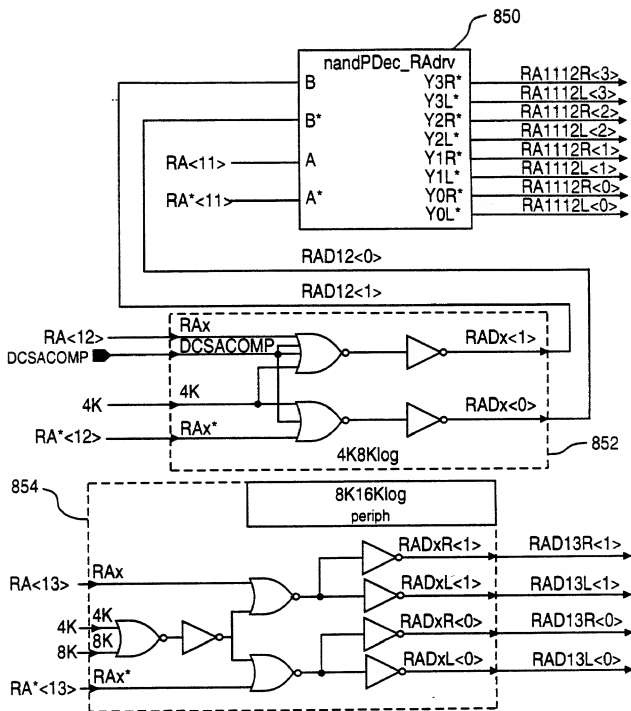 850
nandPDec_RAdrv
B Y3R* RA1112R<3>
Y3L* RA1112L<3>
B* Y2R* RA1112R<2>
Y2L* RA1112L<2>
RA<11> A Y1R* RA1112R<1>
Y1L* RA1112L<1>
RA*<11> A* Y0R* RA1112R<0>
Y0L* RA1112L<0>
RAD12<0>
RAD12<1>
RA<12> RAx
DCSACOMP DCSACOMP RADx<1>
4K 4K RADx<0>
RA*<12> RAx*
4K8Klog 852
854
8K16Klog
periph
RADxR<1> RAD13R<1>
RA<13> RAx RADxL<1> RAD13L<1>
4K 4K RADxR<0> RAD13R<0>
8K 8K
RA*<13> RAx* RADxL<0> RAD13L<0>